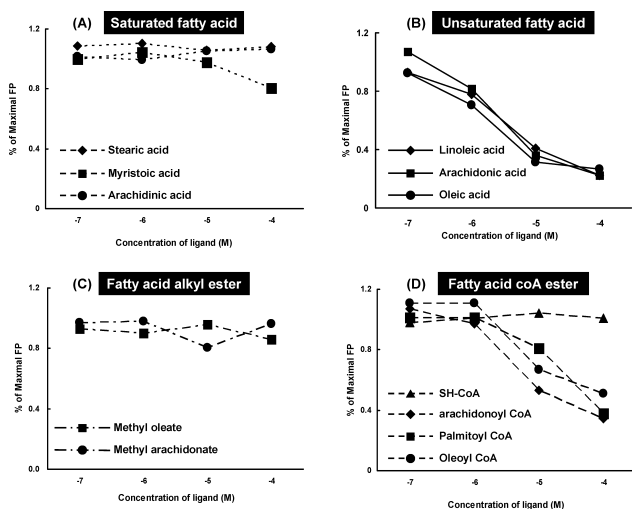 (A) Saturated fatty acid
1.2
0.8
0.4
0
% of Maximal FP
Stearic acid
Myristoic acid
Arachidinic acid
-7 -6 -5 -4
Concentration of ligand (M)
(B) Unsaturated fatty acid
1.2
0.8
0.4
0
% of Maximal FP
Linoleic acid
Arachidonic acid
Oleic acid
-7 -6 -5 -4
Concentration of ligand (M)
(C) Fatty acid alkyl ester
1.2
0.8
0.4
0.0
% of Maxmal FP
Methyl oleate
Methyl arachidonate
-7 -6 -5 -4
Concentration of ligand (M)
(D) Fatty acid coA ester
1.2
0.8
0.4
0
% of Maximal FP
SH-CoA
arachidonoyl CoA
Palmitoyl CoA
Oleoyl CoA
-7 -6 -5 -4
Concentration of ligand (M)